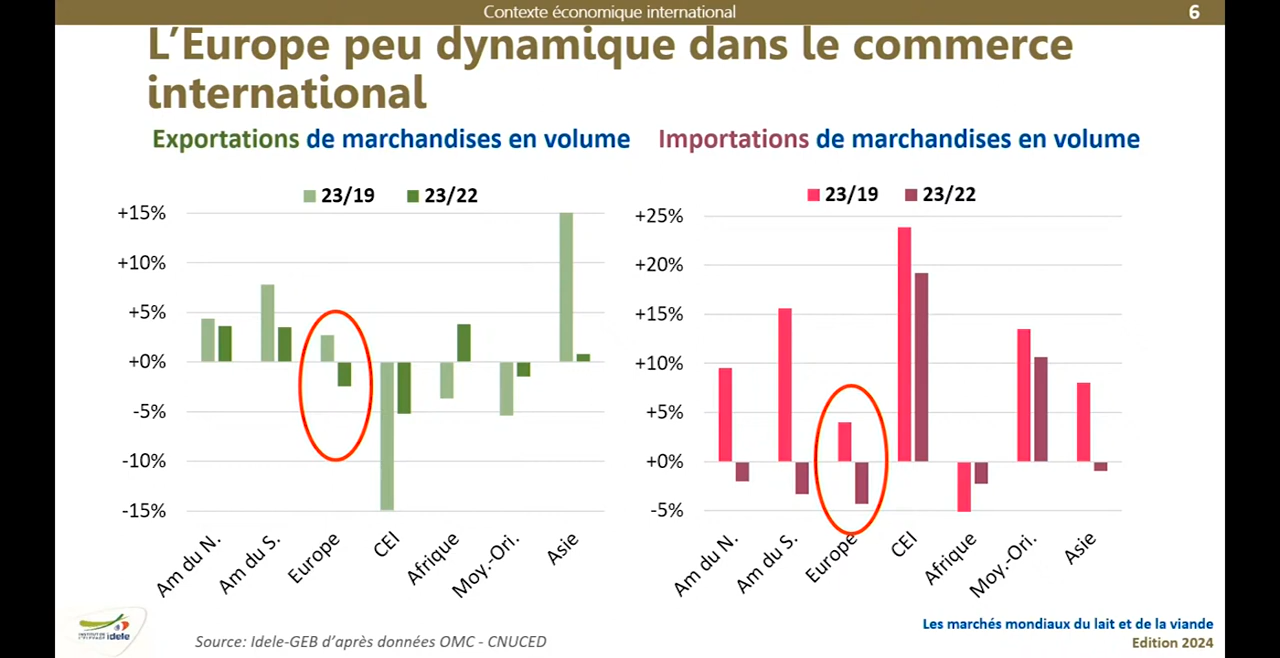 Contexte économique international
6
L’Europe peu dynamique dans le commerce
international
Exportations de marchandises en volume
23/19 23/22
+15%
+10%
+5%
+0%
-5%
-10%
-15%
Am du N. Am du S. Europe CEI Afrique Moy.-Ori. Asie
Importations de marchandises en volume
23/19 23/22
+25%
+20%
+15%
+10%
+5%
+0%
-5%
Am du N. Am du S. Europe CEI Afrique Moy.-Ori. Asie
idele
Source: Idele-GEB d’après données OMC - CNUCED
Les marchés mondiaux du lait et de la viande
Edition 2024